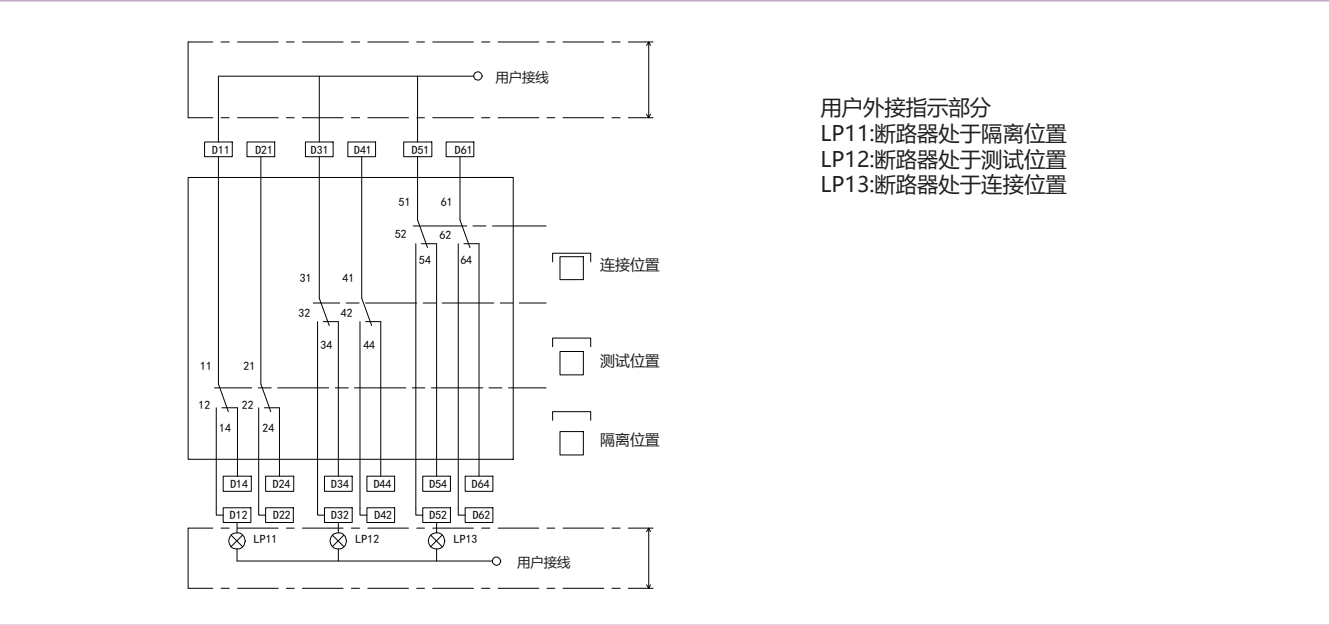 用户接线
用户外接指示部分
LP11:断路器处于隔离位置
LP12:断路器处于测试位置
LP13:断路器处于连接位置
D11 D21 D31 D41 D51 D61
51 61
52 62
54 64
连接位置
31 41
32 42
34 44
测试位置
11 21
12 22
14 24
隔离位置
D14 D24 D34 D44 D54 D64
D12 D22 D32 D42 D52 D62
LP11 LP12 LP13
用户接线